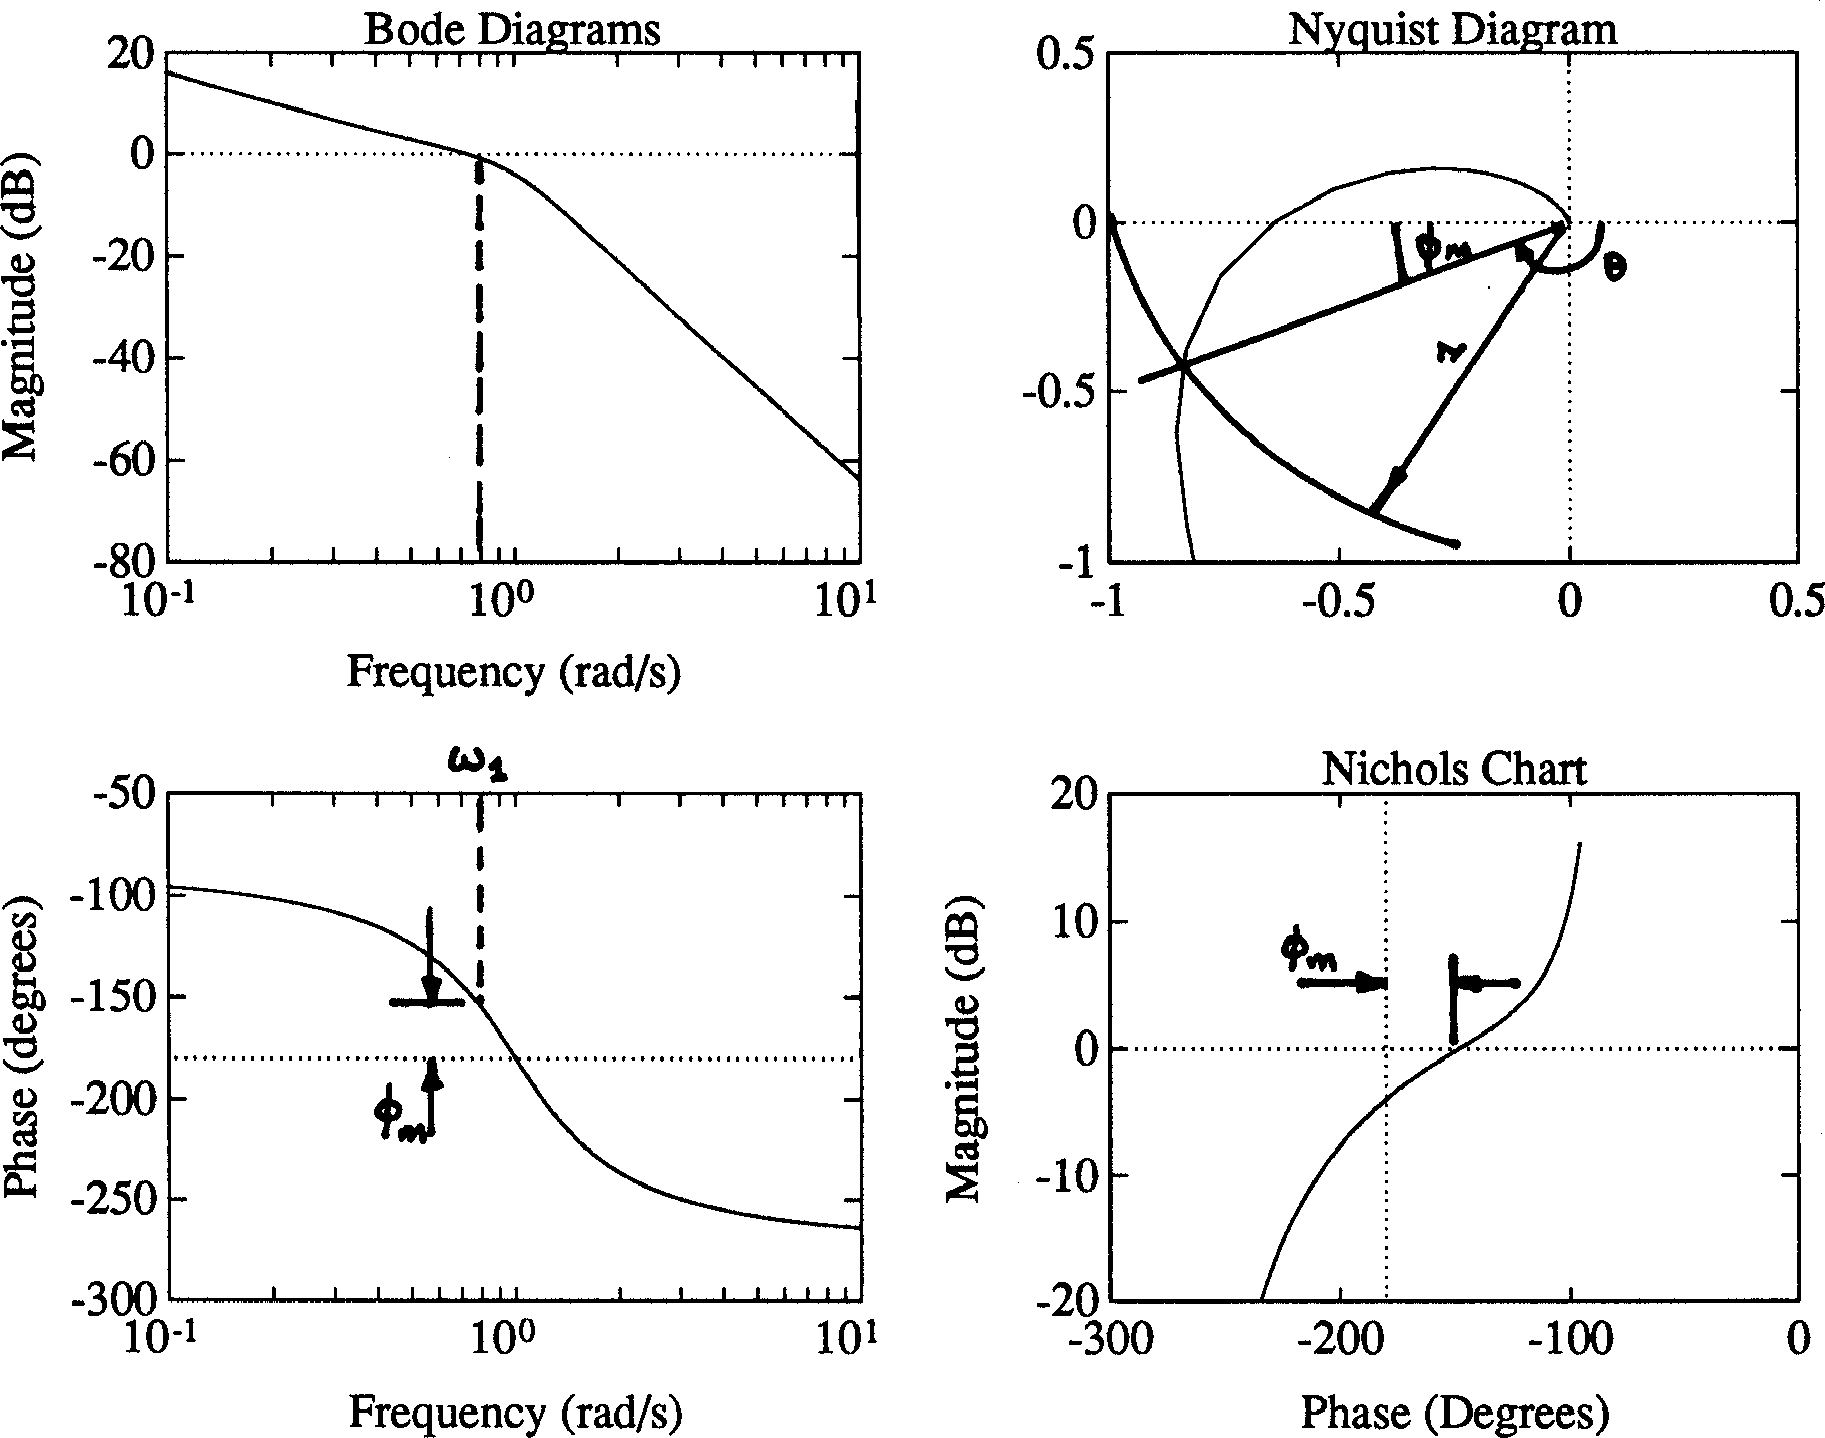 Bode Diagrams
20
0
-20
-40
-60
-80
10-1
100
101
Magnitude (dB)
Frequency (rad/s)
Nyquist Diagram
0.5
0
-0.5
-1
-1
-0.5
0
0.5
ϕm
θ
r
ω1
-50
-100
-150
-200
-250
-300
10-1
100
101
Phase (degrees)
ϕm
Frequency (rad/s)
Nichols Chart
20
10
0
-10
-20
-300
-200
-100
0
Magnitude (dB)
ϕm
Phase (Degrees)